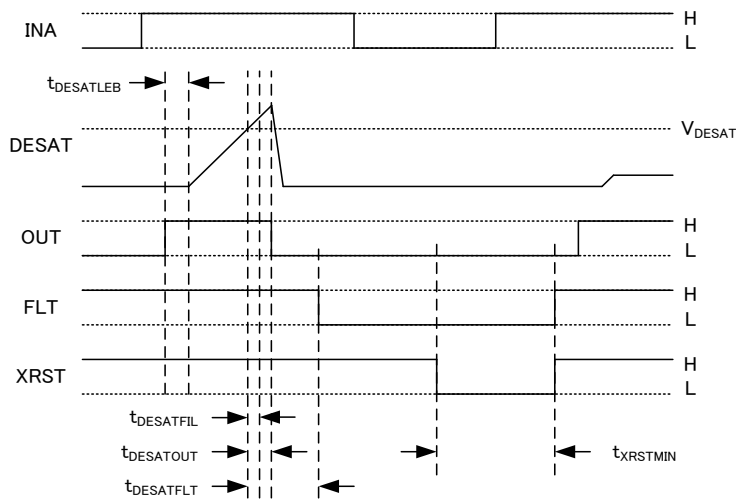 INA
H
L
tDESATLEB
VDESAT
DESAT
OUT
H
L
FLT
H
L
XRST
H
L
tDESATFIL
tDESATOUT
tXRSTMIN
tDESATFLT